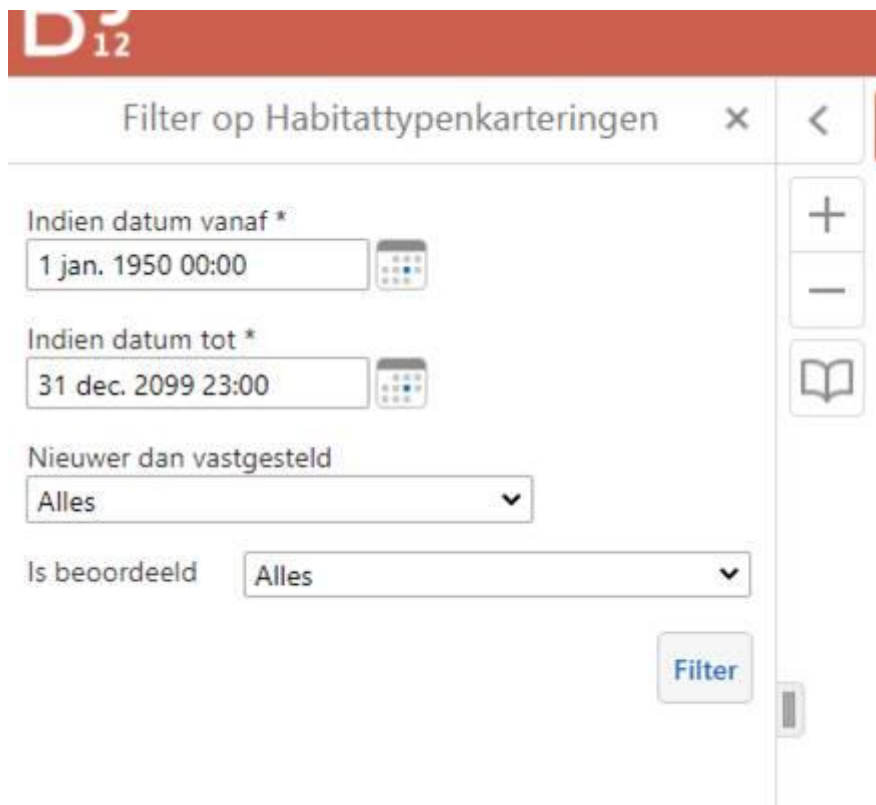 B
12
Filter op Habitattypenkarteringen
Indien datum vanaf *
1 jan. 1950 00:00
Indien datum tot *
31 dec. 2099 23:00
Nieuwer dan vastgesteld
Alles
Is beoordeeld Alles
Filter